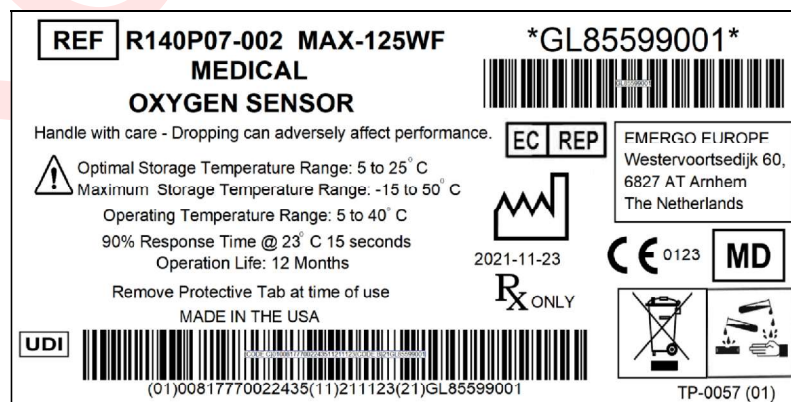 REF R140P07-002 MAX-125WF
MEDICAL
OXYGEN SENSOR
Handle with care - Dropping can adversely affect performance.
Optimal Storage Temperature Range: 5 to 25° C
Maximum Storage Temperature Range: -15 to 50° C
Operating Temperature Range: 5 to 40° C
90% Response Time @ 23° C 15 seconds
Operation Life: 12 Months
Remove Protective Tab at time of use
MADE IN THE USA
*GL85599001*
GL85599001
EC REP
EMERGO EUROPE
Westervoortsedijk 60,
6827 AT Arnhem
The Netherlands
2021-11-23
CE 0123
MD
Rx ONLY
UDI
(01)00817770022435(11)211123(21)GL85599001
TP-0057 (01)